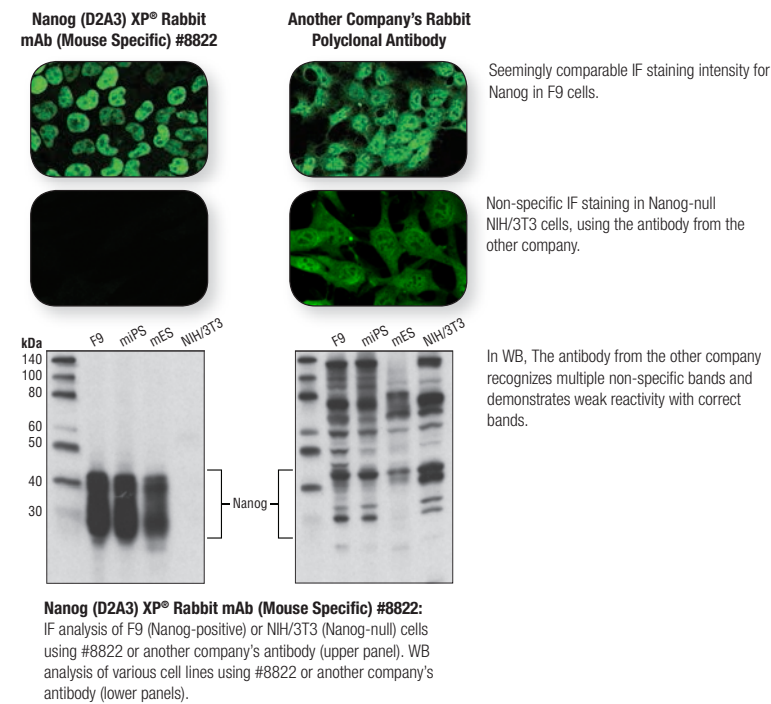 Nanog (D2A3) XP® Rabbit
mAb (Mouse Specific) #8822
Another Company's Rabbit
Polyclonal Antibody
Seemingly comparable IF staining intensity for
Nanog in F9 cells.
Non-specific IF staining in Nanog-null
NIH/3T3 cells, using the antibody from the
other company.
kDa
F9 miPS mES NIH/3T3
140
100
80
60
50
40
30
F9 miPS mES NIH/3T3
Nanog
In WB, The antibody from the other company
recognizes multiple non-specific bands and
demonstrates weak reactivity with correct
bands.
Nanog (D2A3) XP® Rabbit mAb (Mouse Specific) #8822:
IF analysis of F9 (Nanog-positive) or NIH/3T3 (Nanog-null) cells
using #8822 or another company's antibody (upper panel). WB
analysis of various cell lines using #8822 or another company's
antibody (lower panels).